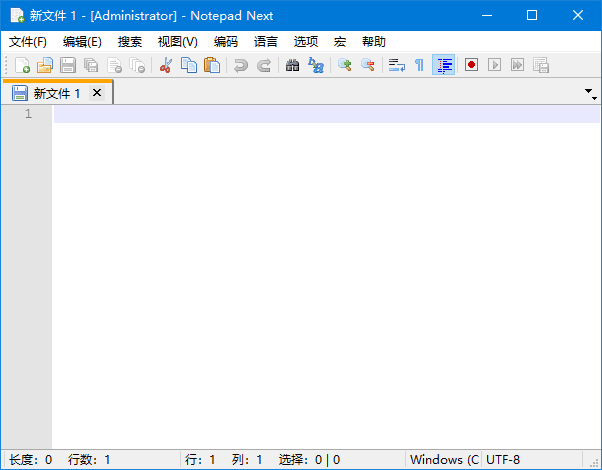 新文件 1 - [Administrator] - Notepad Next
文件(F) 编辑(E) 搜索 视图(V) 编码 语言 选项 宏 帮助
新文件 1
1
长度： 0 行数： 1 行： 1 列： 1 选择： 0 | 0 Windows (C UTF-8